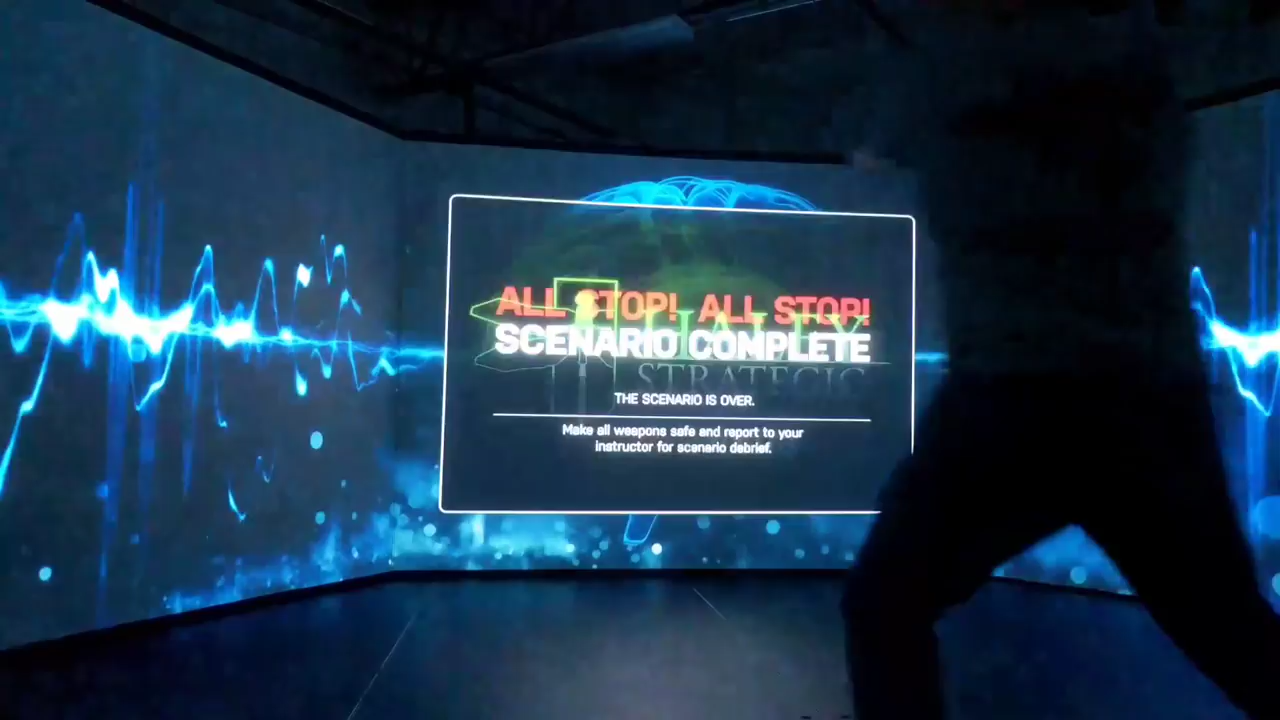 ALL STOP! ALL STOP!
SCENARIO COMPLETE
STRATEGIC
THE SCENARIO IS OVER.
Make all weapons safe and report to your
instructor for scenario debrief.